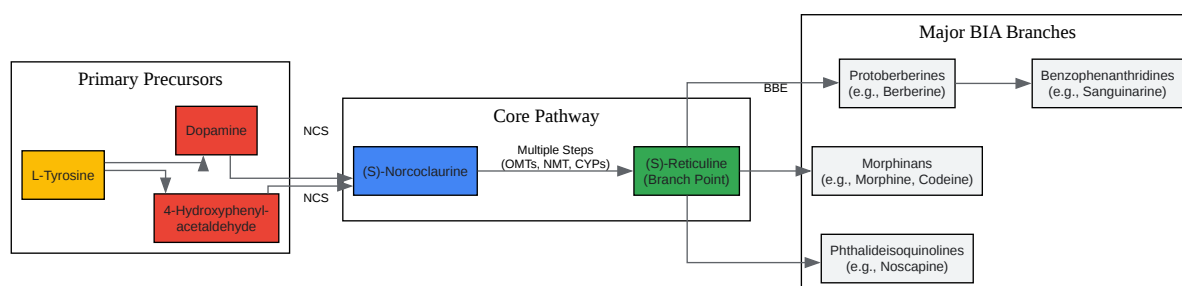 Major BIA Branches
Primary Precursors
Protoberberines
(e.g., Berberine)
Benzophenanthridines
(e.g., Sanguinarine)
BBE
Core Pathway
Dopamine
NCS
L-Tyrosine
(S)-Norcoclaurine
Multiple Steps
(OMTs, NMT, CYPs)
(S)-Reticuline
(Branch Point)
Morphinans
(e.g., Morphine, Codeine)
NCS
4-Hydroxyphenyl-
acetaldehyde
Phthalideisoquinolines
(e.g., Noscapine)